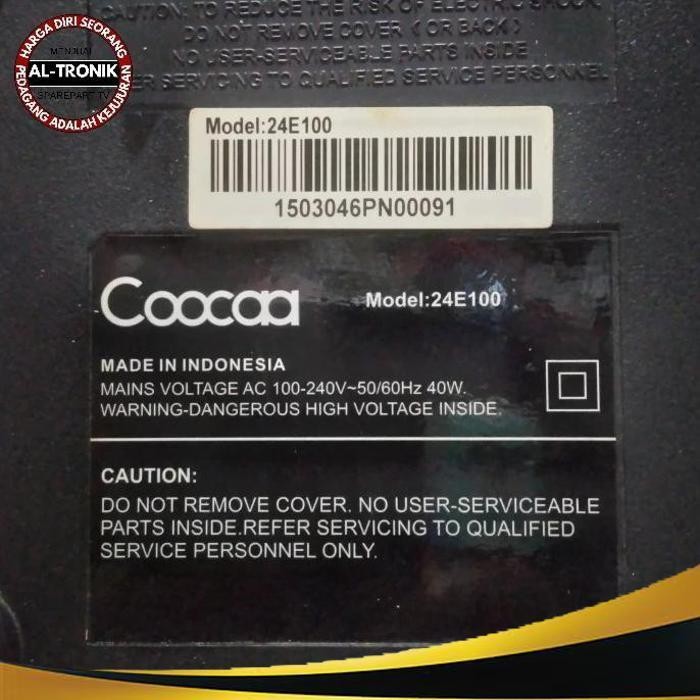 CAUTION: TO REDUCE THE RISK OF ELECTRIC SHOCK
DO NOT REMOVE COVER ( OR BACK )
NO USER-SERVICEABLE PARTS INSIDE
SERVICING TO QUALIFIED SERVICE PERSONNEL
HARGA DIRI SEORANG
MENJUAL
AL-TRONIK
SPAREPART TV
PEDAGANG ADALAH KEJUJURAN
Model:24E100
1503046PN00091
Coocaa Model:24E100
MADE IN INDONESIA
MAINS VOLTAGE AC 100-240V~50/60Hz 40W.
WARNING-DANGEROUS HIGH VOLTAGE INSIDE.
CAUTION:
DO NOT REMOVE COVER. NO USER-SERVICEABLE
PARTS INSIDE.REFER SERVICING TO QUALIFIED
SERVICE PERSONNEL ONLY.